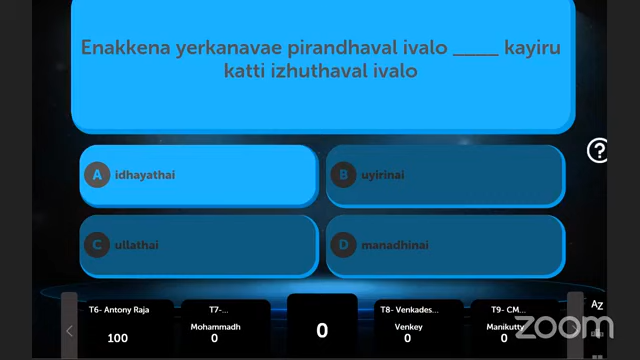 Enakkena yerkanavae pirandhaval ivalo _____ kayiru
katti izhuthaval ivalo
A idhayathai
B uyirinai
C ullathai
D manadhinai
?
T6- Antony Raja
100
T7-...
Mohammadh
0
0
T8- Venkades...
Venkey
0
T9- CM...
Manikutty
0
Az
zoom